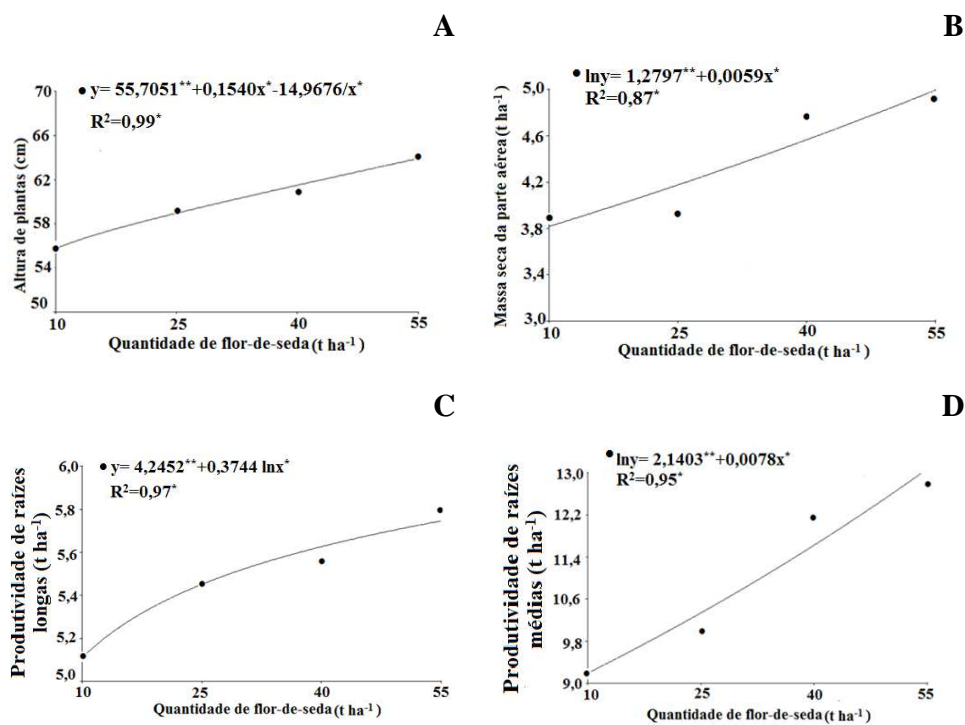 A
y= 55,7051**+0,1540x*-14,9676/x*
R²=0,99*
Altura de plantas (cm)
70
66
62
58
54
50
10 25 40 55
Quantidade de flor-de-seda (t ha⁻¹)
B
lny= 1,2797**+0,0059x*
R²=0,87*
Massa seca da parte aérea (t ha⁻¹)
5,0
4,6
4,2
3,8
3,4
3,0
10 25 40 55
Quantidade de flor-de-seda (t ha⁻¹)
C
y= 4,2452**+0,3744 lnx*
R²=0,97*
Produtividade de raízes
longas (t ha⁻¹)
6,0
5,8
5,6
5,4
5,2
5,0
10 25 40 55
Quantidade de flor-de-seda (t ha⁻¹)
D
lny= 2,1403**+0,0078x*
R²=0,95*
Produtividade de raízes
médias (t ha⁻¹)
13,0
12,2
11,4
10,6
9,8
9,0
10 25 40 55
Quantidade de flor-de-seda (t ha⁻¹)